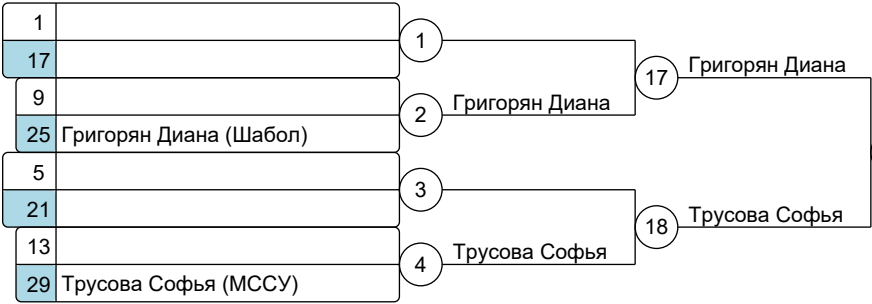 1
17
1
9
25 Григорян Диана (Шабол)
2
Григорян Диана
17
Григорян Диана
5
21
3
13
29 Трусова Софья (МССУ)
4
Трусова Софья
18
Трусова Софья